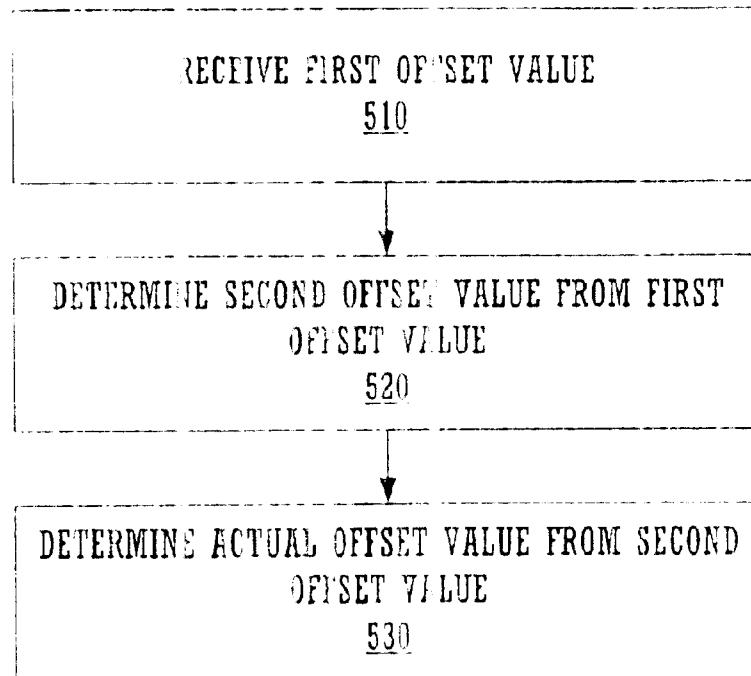 RECEIVE FIRST OFFSET VALUE
510
DETERMINE SECOND OFFSET VALUE FROM FIRST
OFFSET VALUE
520
DETERMINE ACTUAL OFFSET VALUE FROM SECOND
OFFSET VALUE
530